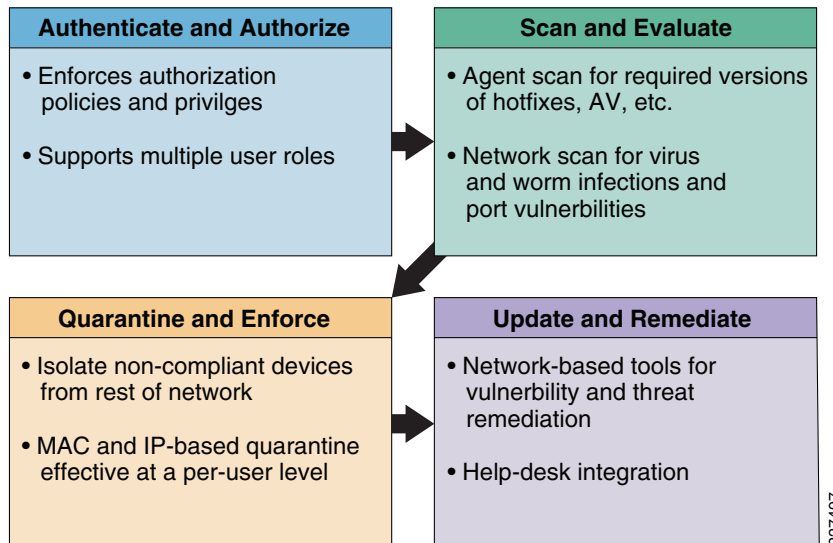 Authenticate and Authorize
• Enforces authorization
policies and privilges
• Supports multiple user roles
Scan and Evaluate
• Agent scan for required versions
of hotfixes, AV, etc.
• Network scan for virus
and worm infections and
port vulnerbilities
Quarantine and Enforce
• Isolate non-compliant devices
from rest of network
• MAC and IP-based quarantine
effective at a per-user level
Update and Remediate
• Network-based tools for
vulnerbility and threat
remediation
• Help-desk integration